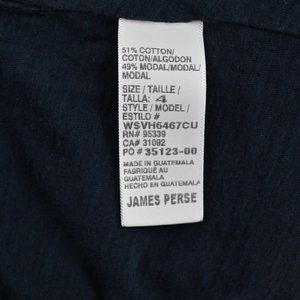 51% COTTON/
COTON/ALGODON
49% MODAL/MODAL/
MODAL
SIZE / TAILLE /
TALLA: 4
STYLE / MODEL /
ESTILO #
WSVH6467CU
RN# 95339
CA# 31082
PO # 35123-00
MADE IN GUATEMALA
FABRIQUÉ AU
GUATEMALA
HECHO EN GUATEMALA
JAMES PERSE